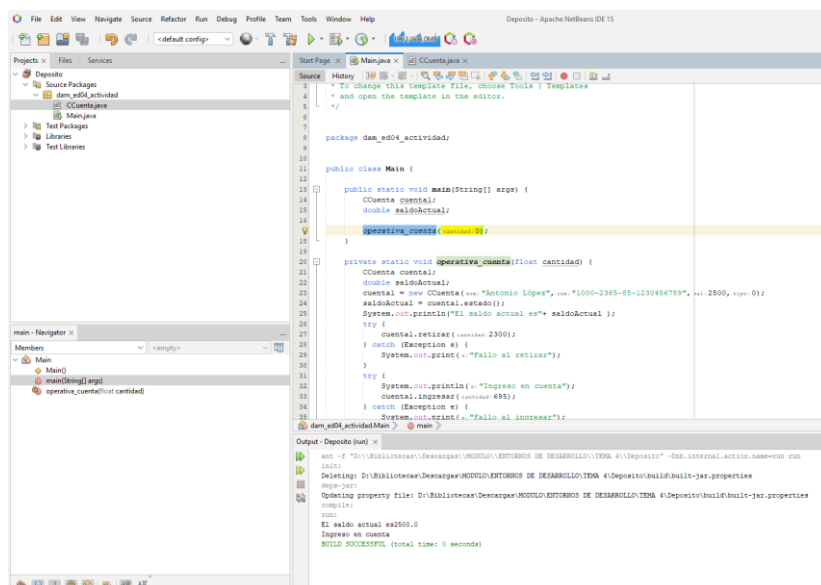 File Edit View Navigate Source Refactor Run Debug Profile Team Tools Window Help Deposito - Apache NetBeans IDE 15
<default config>
Projects × Files Services
Start Page × Main.java × CCuenta.java ×
Deposito
Source Packages
dam_ed04_actividad
CCuenta.java
Main.java
Test Packages
Libraries
Test Libraries
Source History
3 * To change this template file, choose Tools | Templates
4 * and open the template in the editor.
5 */
6
7
8 package dam_ed04_actividad;
9
10
11 public class Main {
12
13 public static void main(String[] args) {
14 CCuenta cuenta1;
15 double saldoActual;
16
operativa_cuenta(cantidad: 0);
18 }
19
20 private static void operativa_cuenta(float cantidad) {
21 CCuenta cuenta1;
22 double saldoActual;
23 cuenta1 = new CCuenta(nom: "Antonio López", cue: "1000-2365-85-1230456789", sal: 2500, tipo: 0);
24 saldoActual = cuenta1.estado();
25 System.out.println("El saldo actual es"+ saldoActual );
26 try {
27 cuenta1.retirar(cantidad: 2300);
28 } catch (Exception e) {
29 System.out.print(s: "Fallo al retirar");
30 }
31 try {
32 System.out.println(x: "Ingreso en cuenta");
33 cuenta1.ingresar(cantidad: 695);
34 } catch (Exception e) {
35 System.out.print(s: "Fallo al ingresar");
dam_ed04_actividad.Main main
main - Navigator ×
Members <empty>
Main
Main()
main(String[] args)
operativa_cuenta(float cantidad)
Output - Deposito (run) ×
ant -f "D:\\Bibliotecas\\Descargas\\MODULO\\ENTORNOS DE DESARROLLO\\TEMA 4\\Deposito" -Dnb.internal.action.name=run run
init:
Deleting: D:\Bibliotecas\Descargas\MODULO\ENTORNOS DE DESARROLLO\TEMA 4\Deposito\build\built-jar.properties
deps-jar:
Updating property file: D:\Bibliotecas\Descargas\MODULO\ENTORNOS DE DESARROLLO\TEMA 4\Deposito\build\built-jar.properties
compile:
run:
El saldo actual es2500.0
Ingreso en cuenta
BUILD SUCCESSFUL (total time: 0 seconds)